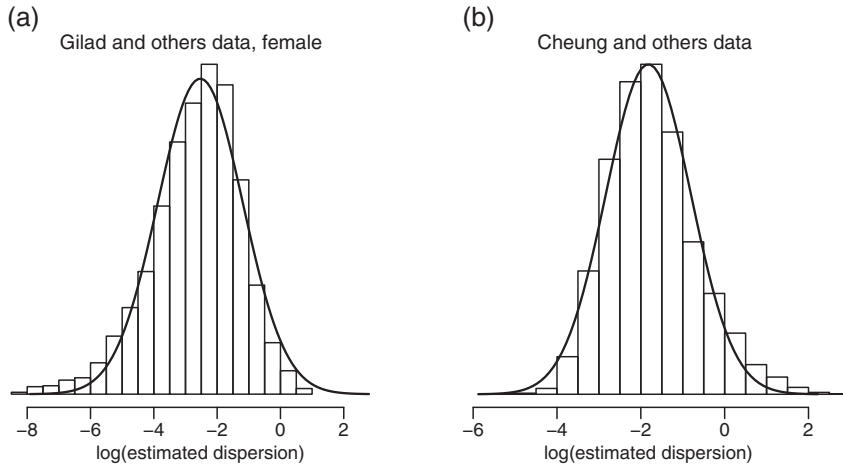 (a)
Gilad and others data, female
−8 −6 −4 −2 0 2
log(estimated dispersion)
(b)
Cheung and others data
−6 −4 −2 0 2
log(estimated dispersion)